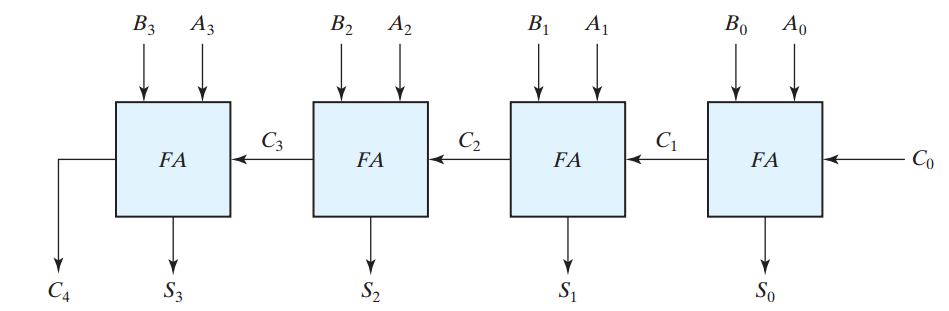 B₃ A₃ B₂ A₂ B₁ A₁ B₀ A₀
FA C₃ FA C₂ FA C₁ FA C₀
C₄ S₃ S₂ S₁ S₀